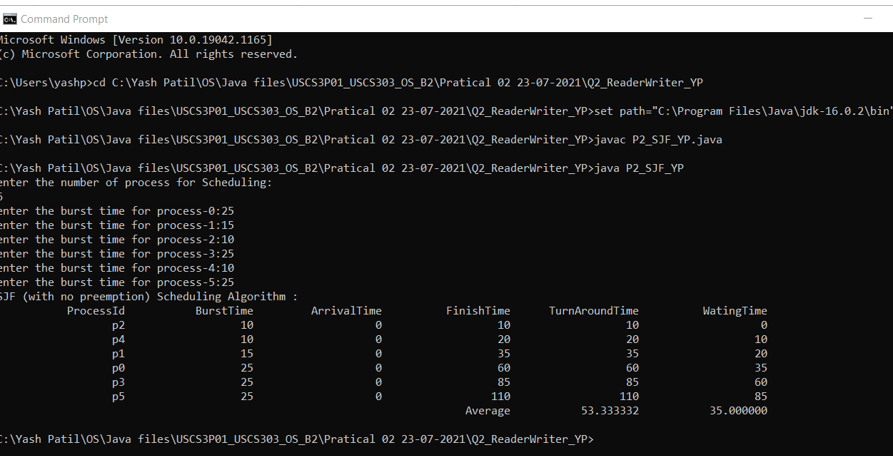 Command Prompt
Microsoft Windows [Version 10.0.19042.1165]
(c) Microsoft Corporation. All rights reserved.
C:\Users\yashp>cd C:\Yash Patil\OS\Java files\USCS3P01_USCS303_OS_B2\Pratical 02 23-07-2021\Q2_ReaderWriter_YP
C:\Yash Patil\OS\Java files\USCS3P01_USCS303_OS_B2\Pratical 02 23-07-2021\Q2_ReaderWriter_YP>set path="C:\Program Files\Java\jdk-16.0.2\bin"
C:\Yash Patil\OS\Java files\USCS3P01_USCS303_OS_B2\Pratical 02 23-07-2021\Q2_ReaderWriter_YP>javac P2_SJF_YP.java
C:\Yash Patil\OS\Java files\USCS3P01_USCS303_OS_B2\Pratical 02 23-07-2021\Q2_ReaderWriter_YP>java P2_SJF_YP
enter the number of process for Scheduling:
6
enter the burst time for process-0:25
enter the burst time for process-1:15
enter the burst time for process-2:10
enter the burst time for process-3:25
enter the burst time for process-4:10
enter the burst time for process-5:25
SJF (with no preemption) Scheduling Algorithm :
ProcessId BurstTime ArrivalTime FinishTime TurnAroundTime WatingTime
p2 10 0 10 10 0
p4 10 0 20 20 10
p1 15 0 35 35 20
p0 25 0 60 60 35
p3 25 0 85 85 60
p5 25 0 110 110 85
Average 53.333332 35.000000
C:\Yash Patil\OS\Java files\USCS3P01_USCS303_OS_B2\Pratical 02 23-07-2021\Q2_ReaderWriter_YP>